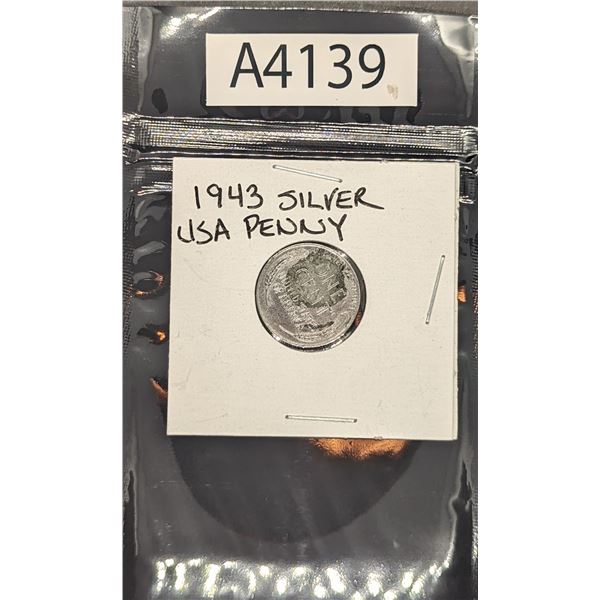 A4139
1943 SILVER
USA PENNY